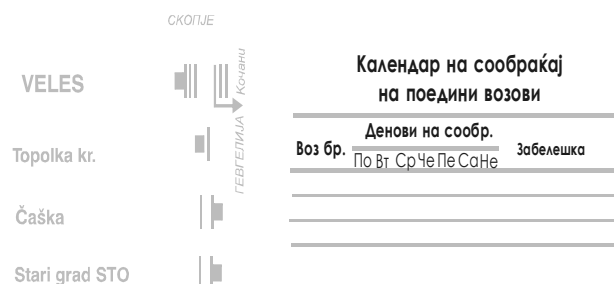 СКОПЈЕ
VELES
Кочани
ГЕВГЕЛИЈА
Topolka kr.
Čaška
Stari grad STO
Календар на сообраќај
на поедини возови
Воз бр.
Денови на сообр.
По Вт Ср Че Пе Са Не
Забелешка